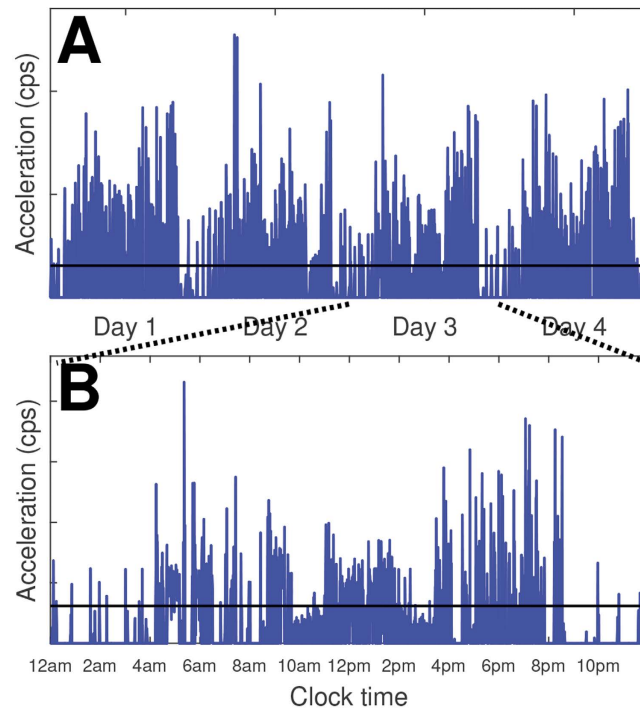 A
Acceleration (cps)
Day 1 Day 2 Day 3 Day 4
B
Acceleration (cps)
12am 2am 4am 6am 8am 10am 12pm 2pm 4pm 6pm 8pm 10pm
Clock time